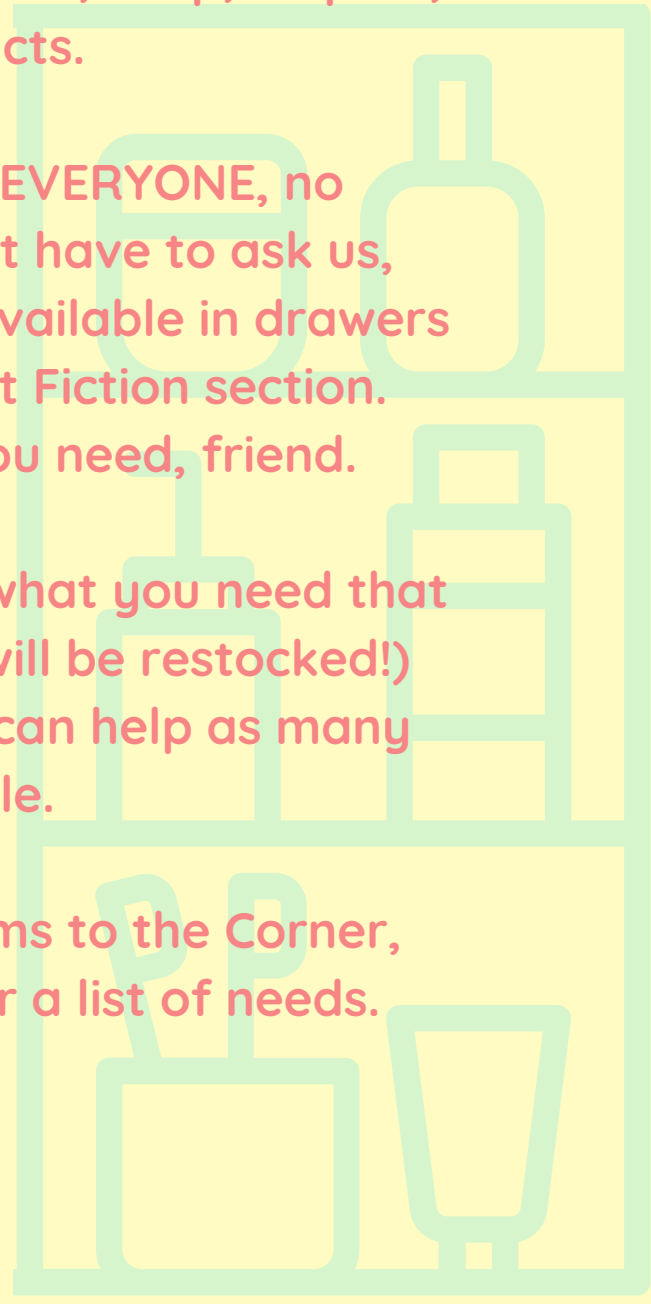 cts.
EVERYONE, no
t have to ask us,
vailable in drawers
t Fiction section.
ou need, friend.
what you need that
will be restocked!)
can help as many
le.
ms to the Corner,
r a list of needs.